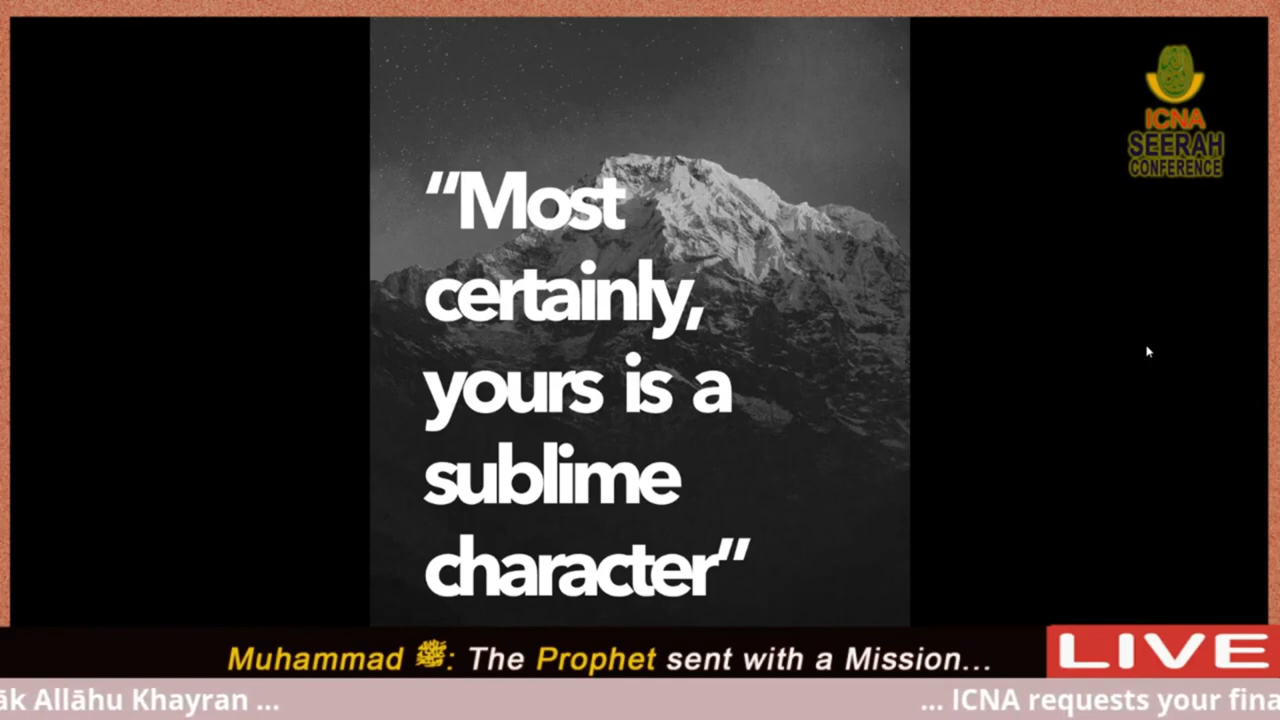 “Most
certainly,
yours is a
sublime
character”
ICNA
SEERAH
CONFERENCE
Muhammad ﷺ: The Prophet sent with a Mission...
LIVE
āk Allāhu Khayran ...
... ICNA requests your fina